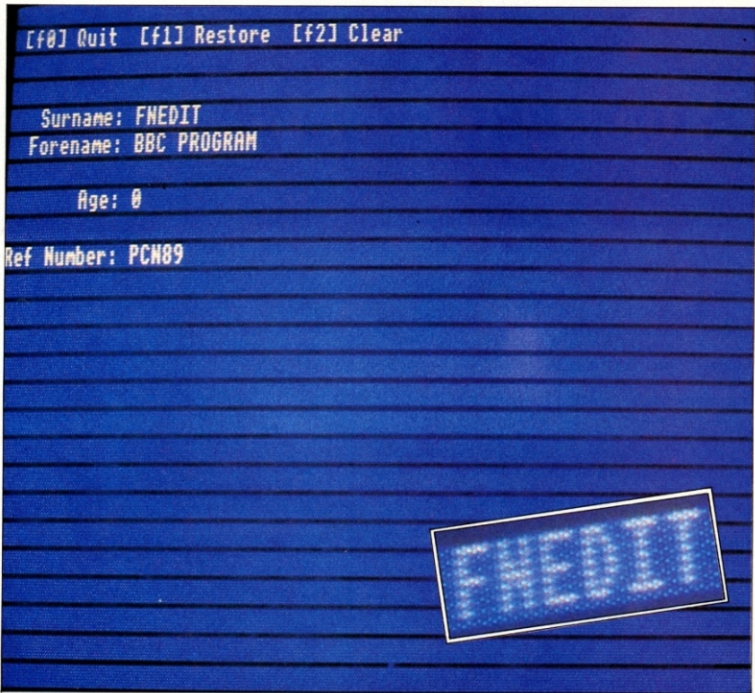 [f0] Quit [f1] Restore [f2] Clear
Surname: FNEDIT
Forename: BBC PROGRAM
Age: 0
Ref Number: PCN89
FNEDIT